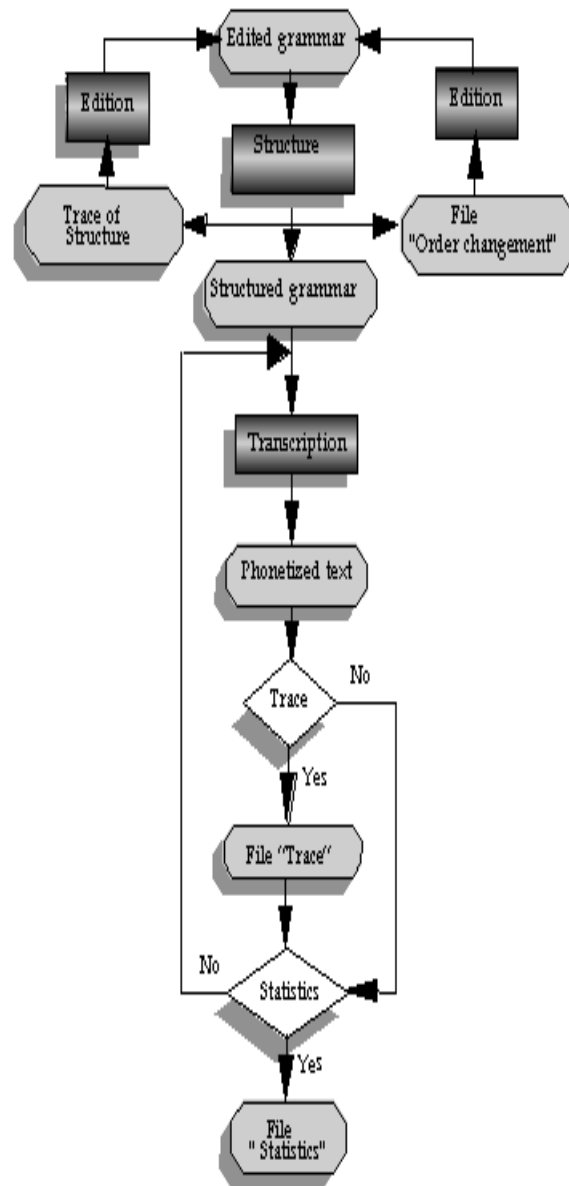 Edited grammar
Edition
Edition
Structure
Trace of
Structure
File
"Order changement"
Structured grammar
Transcription
Phonetized text
Trace
No
Yes
File "Trace"
No
Statistics
Yes
File
" Statistics"